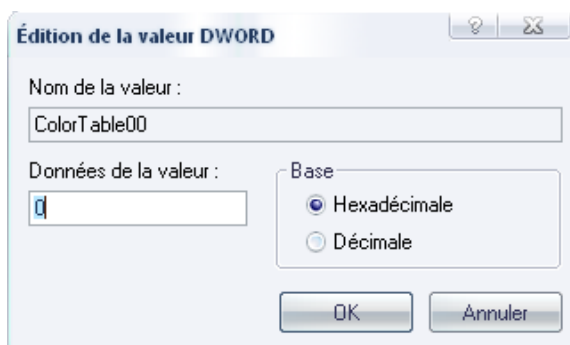 Édition de la valeur DWORD
Nom de la valeur :
ColorTable00
Données de la valeur :
0
Base
Hexadécimale
Décimale
OK
Annuler